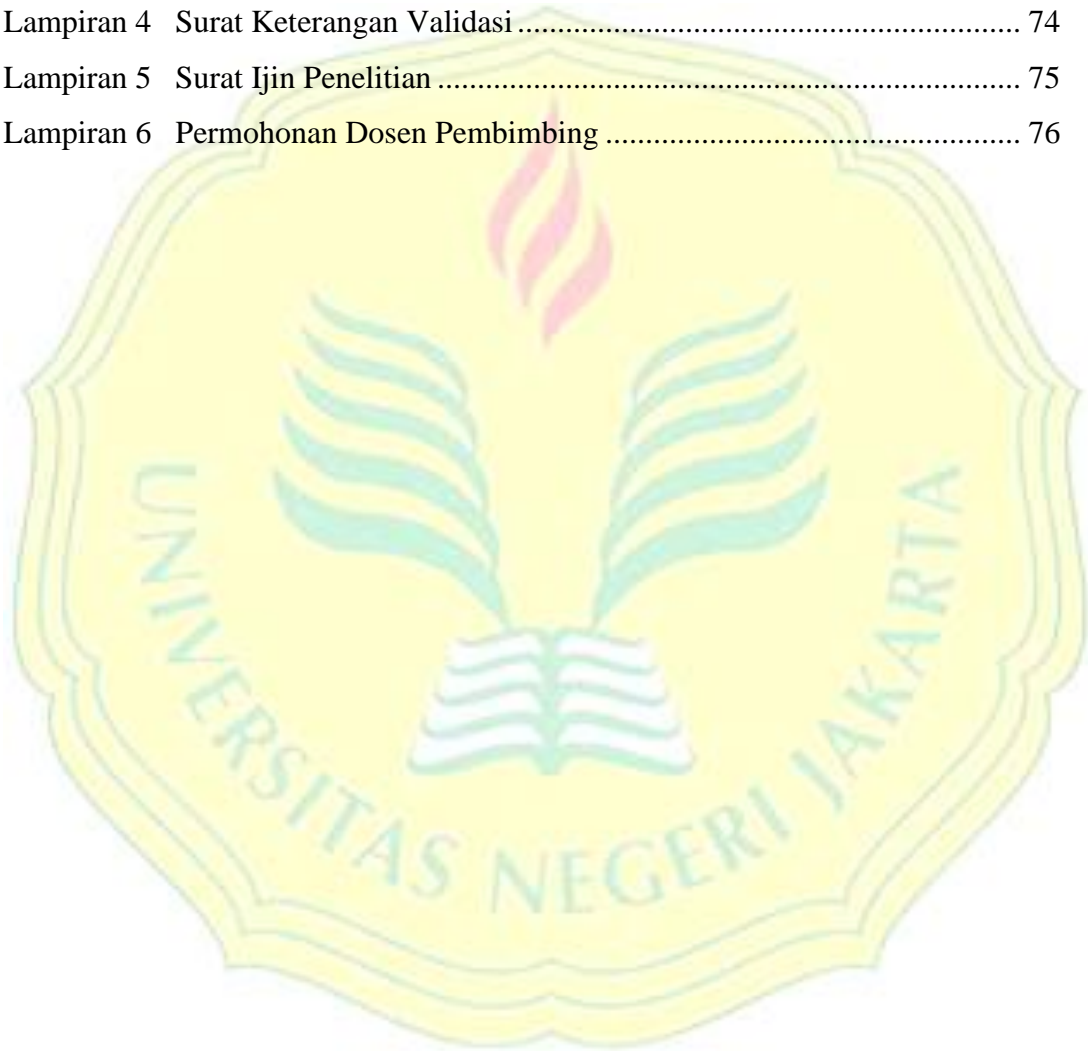 Lampiran 4 Surat Keterangan Validasi ................................................................ 74
Lampiran 5 Surat Ijin Penelitian .......................................................................... 75
Lampiran 6 Permohonan Dosen Pembimbing .................................................... 76
UNIVERSITAS NEGERI JAKARTA